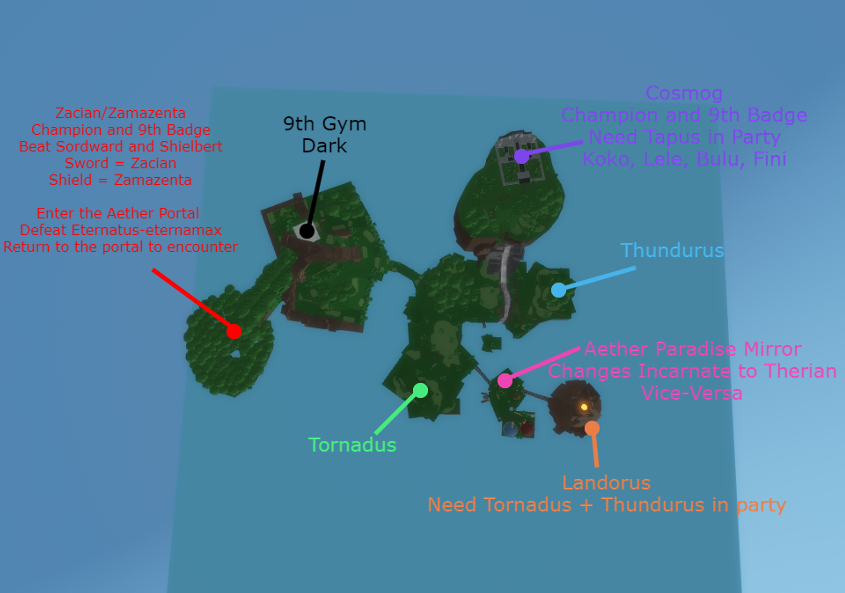 Zacian/Zamazenta
Champion and 9th Badge
Beat Sordward and Shielbert
Sword = Zacian
Shield = Zamazenta
Enter the Aether Portal
Defeat Eternatus-eternamax
Return to the portal to encounter
9th Gym
Dark
Cosmog
Champion and 9th Badge
Need Tapus in Party
Koko, Lele, Bulu, Fini
Thundurus
Aether Paradise Mirror
Changes Incarnate to Therian
Vice-Versa
Tornadus
Landorus
Need Tornadus + Thundurus in party